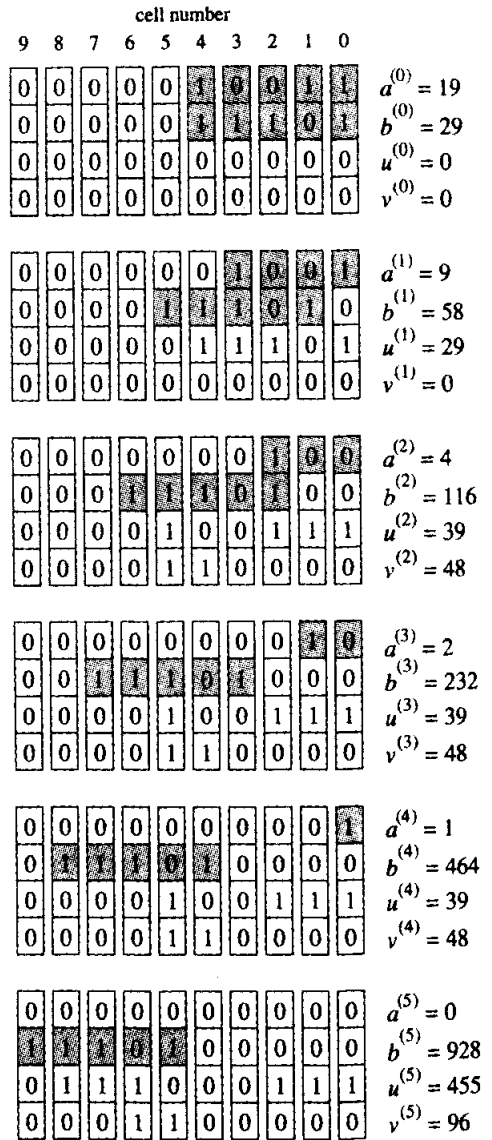 cell number
9 8 7 6 5 4 3 2 1 0
0 0 0 0 0 1 0 0 1 1 a^(0) = 19
0 0 0 0 0 1 1 1 0 1 b^(0) = 29
0 0 0 0 0 0 0 0 0 0 u^(0) = 0
0 0 0 0 0 0 0 0 0 0 v^(0) = 0
0 0 0 0 0 0 1 0 0 1 a^(1) = 9
0 0 0 0 1 1 1 0 1 0 b^(1) = 58
0 0 0 0 0 1 1 1 0 1 u^(1) = 29
0 0 0 0 0 0 0 0 0 0 v^(1) = 0
0 0 0 0 0 0 0 1 0 0 a^(2) = 4
0 0 0 1 1 1 0 1 0 0 b^(2) = 116
0 0 0 0 1 0 0 1 1 1 u^(2) = 39
0 0 0 0 1 1 0 0 0 0 v^(2) = 48
0 0 0 0 0 0 0 0 1 0 a^(3) = 2
0 0 1 1 1 0 1 0 0 0 b^(3) = 232
0 0 0 0 1 0 0 1 1 1 u^(3) = 39
0 0 0 0 1 1 0 0 0 0 v^(3) = 48
0 0 0 0 0 0 0 0 0 1 a^(4) = 1
0 1 1 1 0 1 0 0 0 0 b^(4) = 464
0 0 0 0 1 0 0 1 1 1 u^(4) = 39
0 0 0 0 1 1 0 0 0 0 v^(4) = 48
0 0 0 0 0 0 0 0 0 0 a^(5) = 0
1 1 1 0 1 0 0 0 0 0 b^(5) = 928
0 1 1 1 0 0 0 1 1 1 u^(5) = 455
0 0 0 1 1 0 0 0 0 0 v^(5) = 96